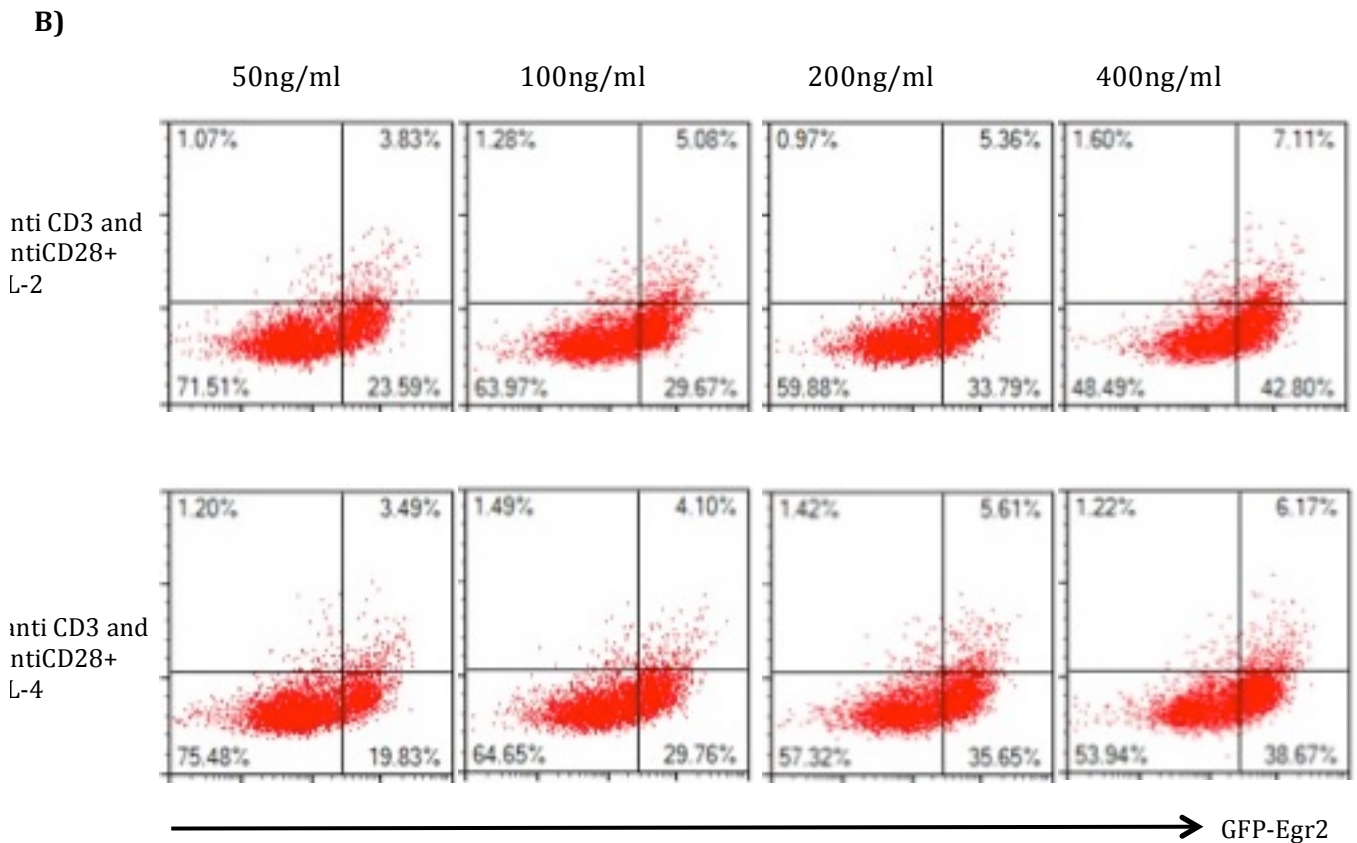 B)
50ng/ml 100ng/ml 200ng/ml 400ng/ml
1.07% 3.83% 1.28% 5.08% 0.97% 5.36% 1.60% 7.11%
nti CD3 and
ntiCD28+
L-2
71.51% 23.59% 63.97% 29.67% 59.88% 33.79% 48.49% 42.80%
1.20% 3.49% 1.49% 4.10% 1.42% 5.61% 1.22% 6.17%
anti CD3 and
ntiCD28+
L-4
75.48% 19.83% 64.65% 29.76% 57.32% 35.65% 53.94% 38.67%
GFP-Egr2